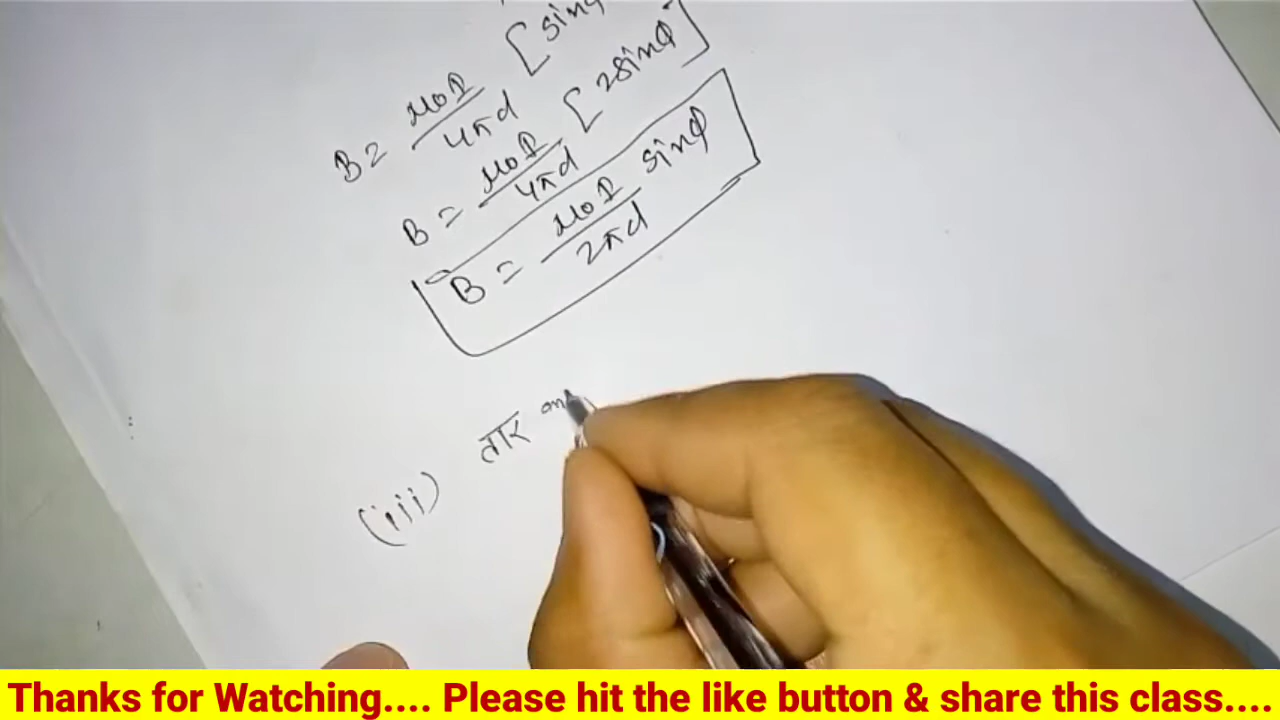 B = μ₀I/4πd [sinφ
B = μ₀I/4πd [2sinφ]
B = μ₀I/2πd sinφ
(iii) तार
Thanks for Watching.... Please hit the like button & share this class....